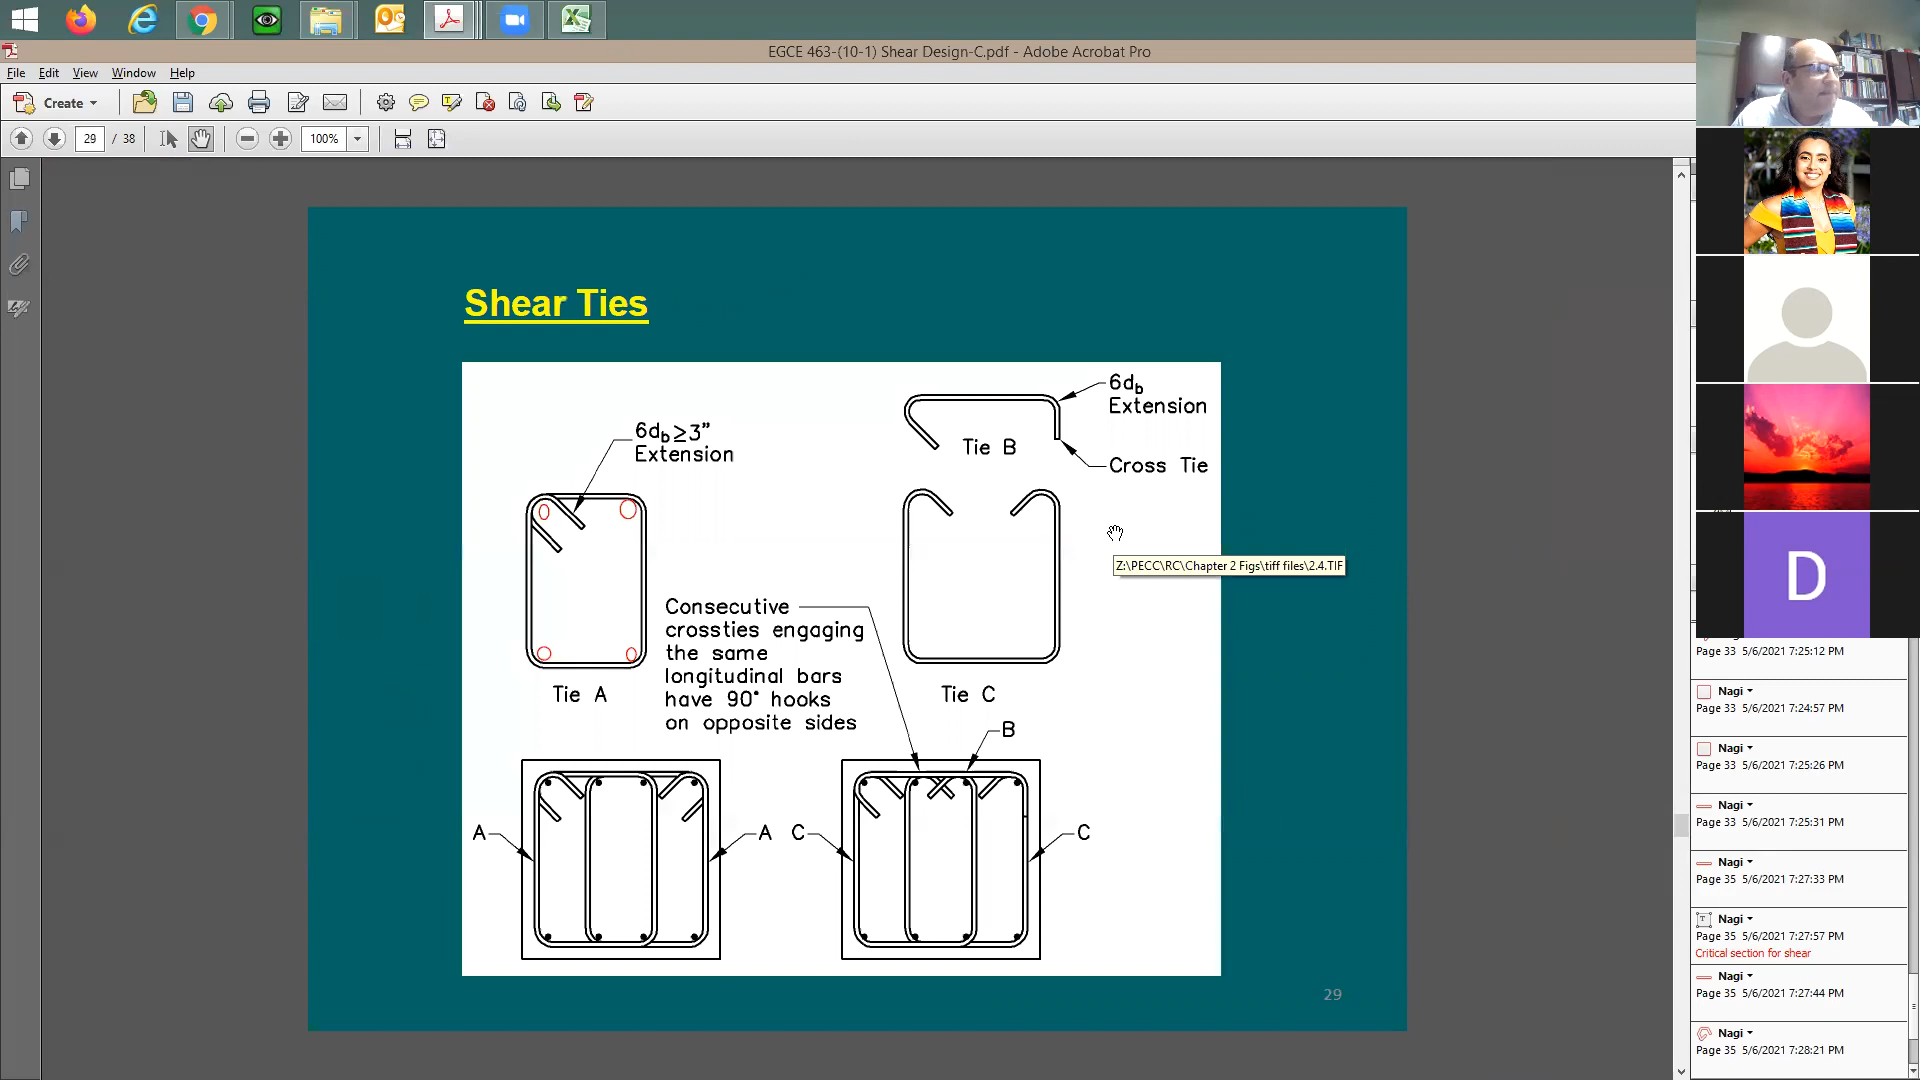 EGCE 463-(10-1) Shear Design-C.pdf - Adobe Acrobat Pro
File Edit View Window Help
Create
29 / 38 100%
Shear Ties
6db≥3”
Extension
6db
Extension
Tie B
Cross Tie
Z:\PECC\RC\Chapter 2 Figs\tiff files\2.4.TIF
D
Consecutive
crossties engaging
the same
longitudinal bars
have 90° hooks
on opposite sides
Tie A
Tie C
B
A
A
C
C
29
Page 33 5/6/2021 7:25:12 PM
Nagi
Page 33 5/6/2021 7:24:57 PM
Nagi
Page 33 5/6/2021 7:25:26 PM
Nagi
Page 33 5/6/2021 7:25:31 PM
Nagi
Page 35 5/6/2021 7:27:33 PM
Nagi
Page 35 5/6/2021 7:27:57 PM
Critical section for shear
Nagi
Page 35 5/6/2021 7:27:44 PM
Nagi
Page 35 5/6/2021 7:28:21 PM